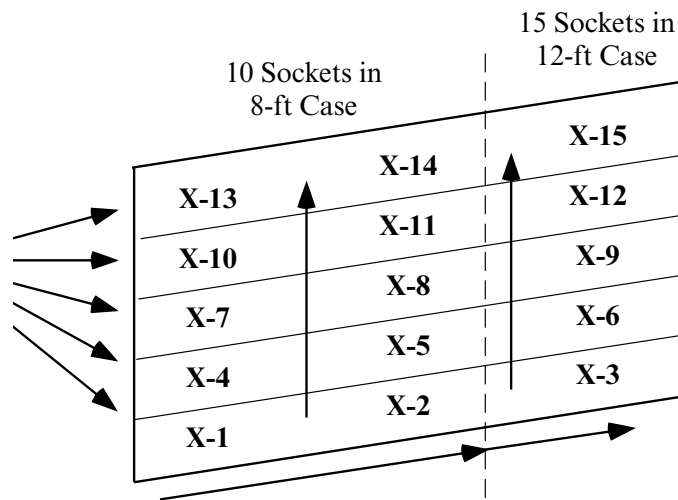 15 Sockets in
12-ft Case
10 Sockets in
8-ft Case
X-15
X-14
X-13
X-12
X-11
X-10
X-9
X-8
X-7
X-6
X-5
X-4
X-3
X-2
X-1